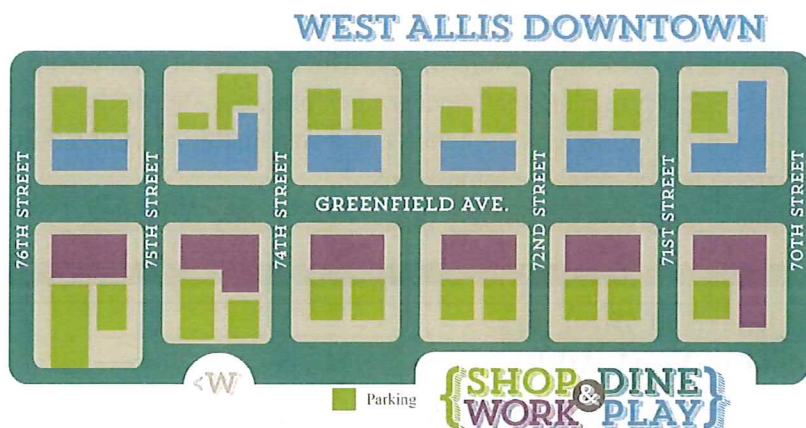 WEST ALLIS DOWNTOWN
76TH STREET
75TH STREET
74TH STREET
GREENFIELD AVE.
72ND STREET
71ST STREET
70TH STREET
<W
Parking
{SHOP & DINE
WORK PLAY}